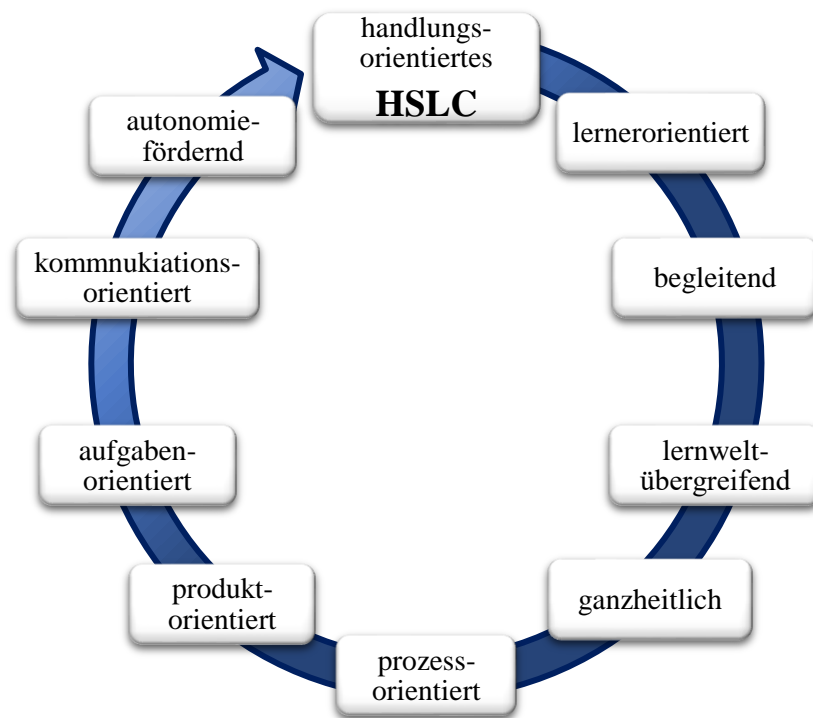 handlungs-
orientiertes
HSLC
lernerorientiert
begleitend
lernwelt-
übergreifend
ganzheitlich
prozess-
orientiert
produkt-
orientiert
aufgaben-
orientiert
kommnukiations-
orientiert
autonomie-
fördernd